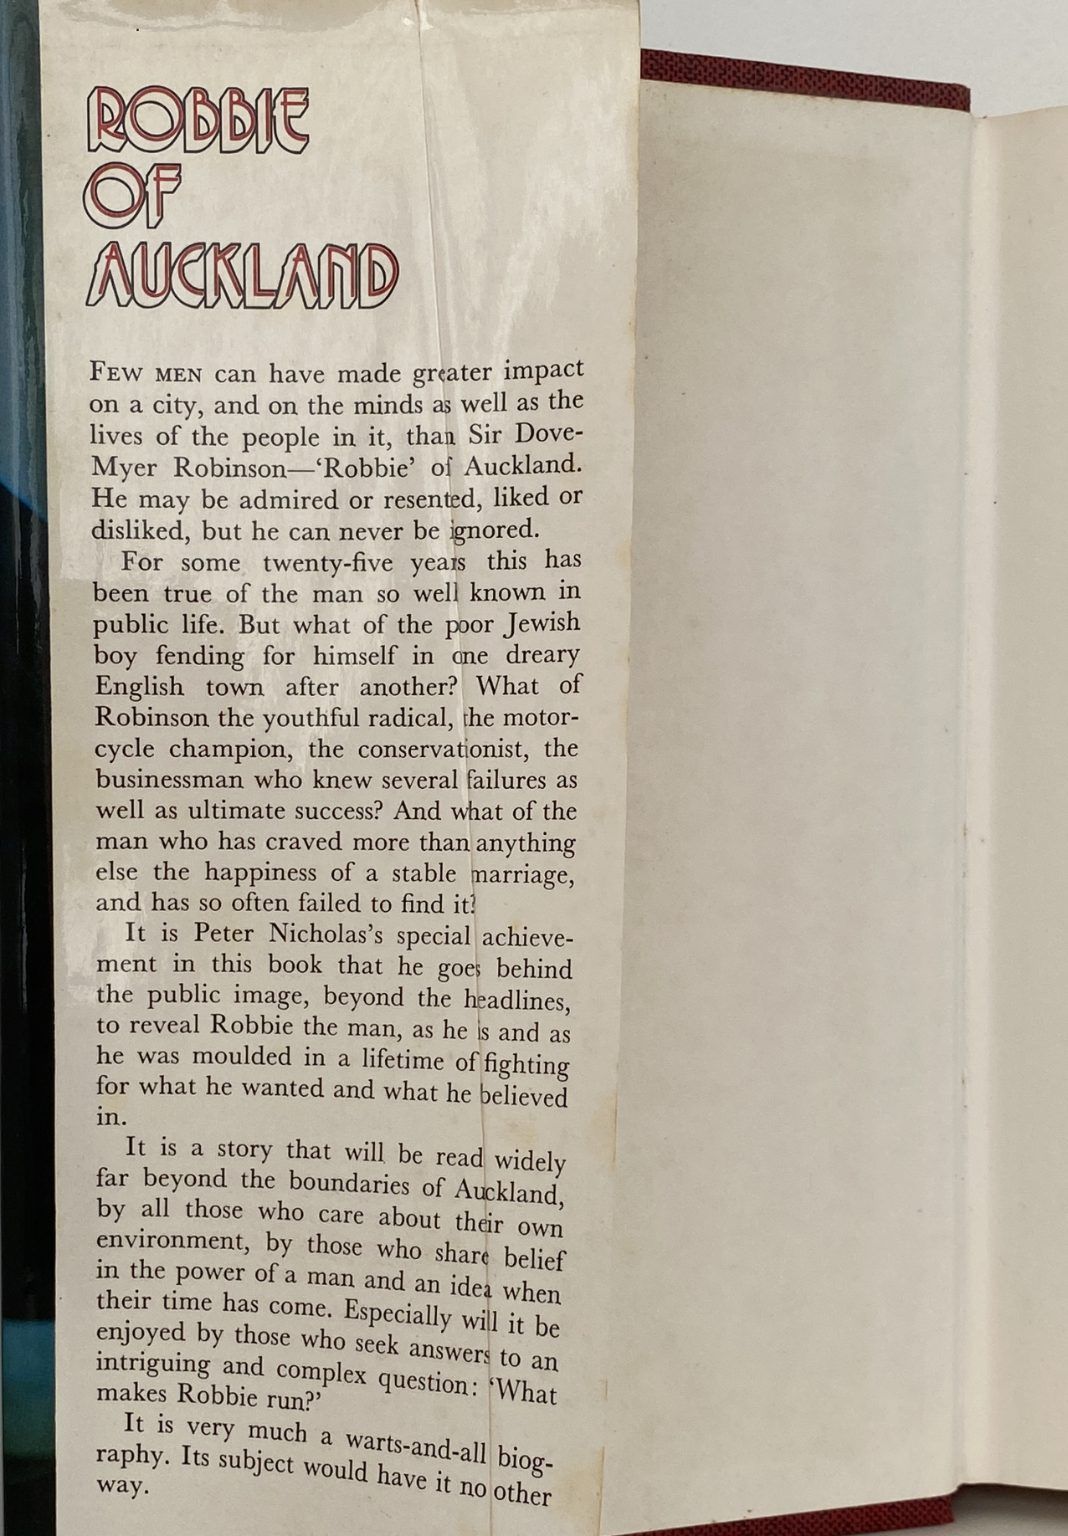 ROBBIE
OF
AUCKLAND
FEW MEN can have made greater impact
on a city, and on the minds as well as the
lives of the people in it, than Sir Dove-
Myer Robinson—‘Robbie’ of Auckland.
He may be admired or resented, liked or
disliked, but he can never be ignored.
For some twenty-five years this has
been true of the man so well known in
public life. But what of the poor Jewish
boy fending for himself in one dreary
English town after another? What of
Robinson the youthful radical, the motor-
cycle champion, the conservationist, the
businessman who knew several failures as
well as ultimate success? And what of the
man who has craved more than anything
else the happiness of a stable marriage,
and has so often failed to find it?
It is Peter Nicholas’s special achieve-
ment in this book that he goes behind
the public image, beyond the headlines,
to reveal Robbie the man, as he is and as
he was moulded in a lifetime of fighting
for what he wanted and what he believed
in.
It is a story that will be read widely
far beyond the boundaries of Auckland,
by all those who care about their own
environment, by those who share belief
in the power of a man and an idea when
their time has come. Especially will it be
enjoyed by those who seek answers to an
intriguing and complex question: ‘What
makes Robbie run?’
It is very much a warts-and-all biog-
raphy. Its subject would have it no other
way.